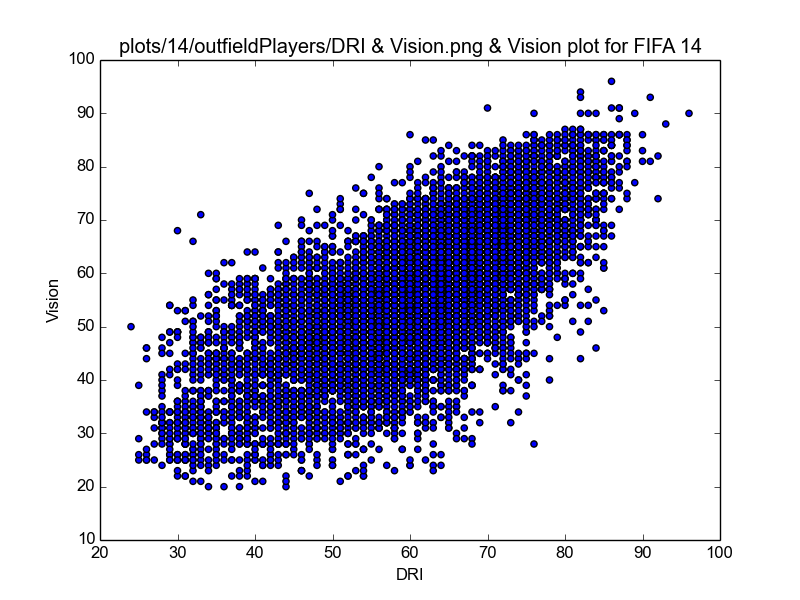 plots/14/outfieldPlayers/DRI & Vision.png & Vision plot for FIFA 14
100
90
80
70
60
50
40
30
20
10
Vision
20 30 40 50 60 70 80 90 100
DRI